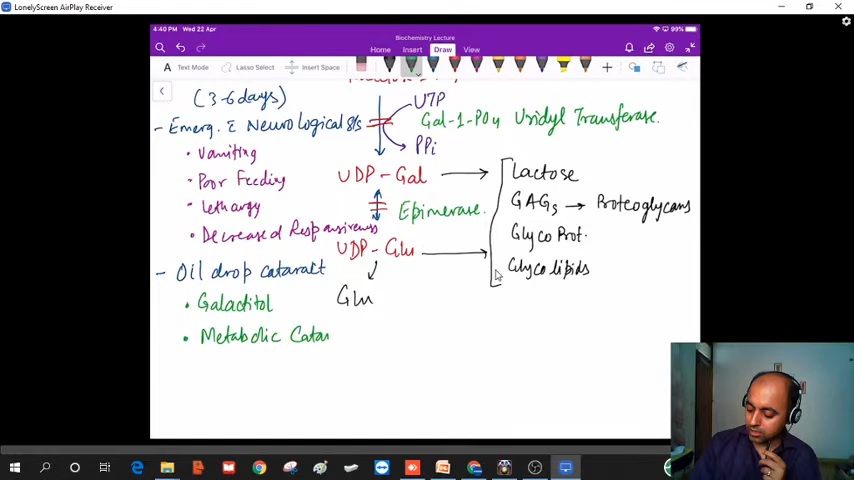 LonelyScreen AirPlay Receiver
4:40 PM Wed 22 Apr
99%
Biochemistry Lecture
Home Insert Draw View
Text Mode Lasso Select Insert Space
(3-6 days)
- Emerg. Neurological S/s
• Vomiting
• Poor Feeding
• Lethargy
• Decreased Responsiveness
- Oil drop cataract
• Galactitol
• Metabolic Catar
UTP
Gal-1-PO4 Uridyl Transferase.
PPi
UDP-Gal
Epimerase.
UDP-Glu
Glu
Lactose
GAGs → Proteoglycans
Glyco Prot.
Glyco lipids